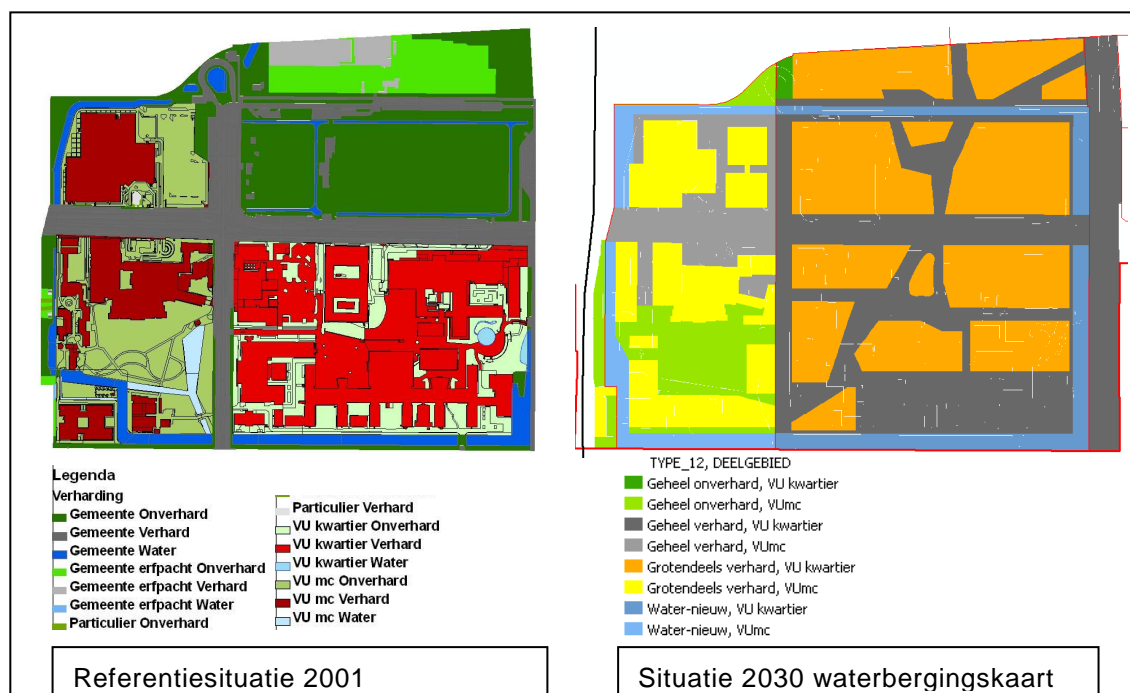 Legenda
Verharding
Gemeente Onverhard
Gemeente Verhard
Gemeente Water
Gemeente erfpacht Onverhard
Gemeente erfpacht Verhard
Gemeente erfpacht Water
Particulier Onverhard
Particulier Verhard
VU kwartier Onverhard
VU kwartier Verhard
VU kwartier Water
VU mc Onverhard
VU mc Verhard
VU mc Water
TYPE_12, DEELGEBIED
Geheel onverhard, VU kwartier
Geheel onverhard, VUmc
Geheel verhard, VU kwartier
Geheel verhard, VUmc
Grotendeels verhard, VU kwartier
Grotendeels verhard, VUmc
Water-nieuw, VU kwartier
Water-nieuw, VUmc
Referentiesituatie 2001
Situatie 2030 waterbergingskaart